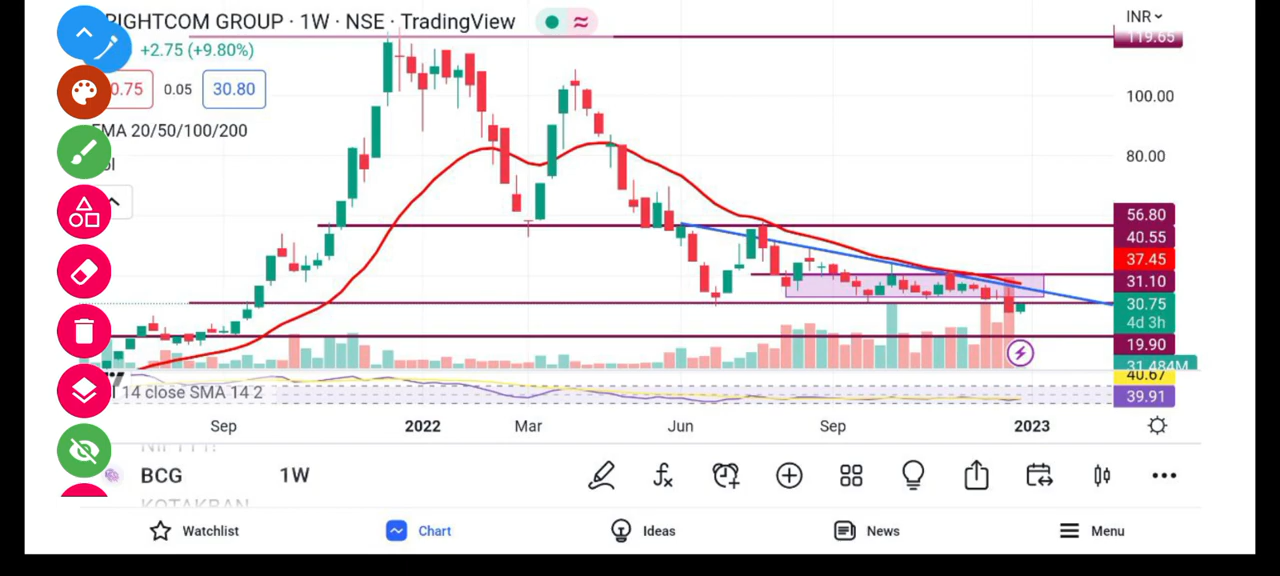 RIGHTCOM GROUP · 1W · NSE - TradingView
INR
119.65
+2.75 (+9.80%)
0.75 0.05 30.80
100.00
EMA 20/50/100/200
80.00
56.80
40.55
37.45
31.10
30.75
4d 3h
19.90
31.484M
40.67
14 close SMA 14 2
39.91
Sep 2022 Mar Jun Sep 2023
BCG 1W
KOTAKBAN
Watchlist Chart Ideas News Menu